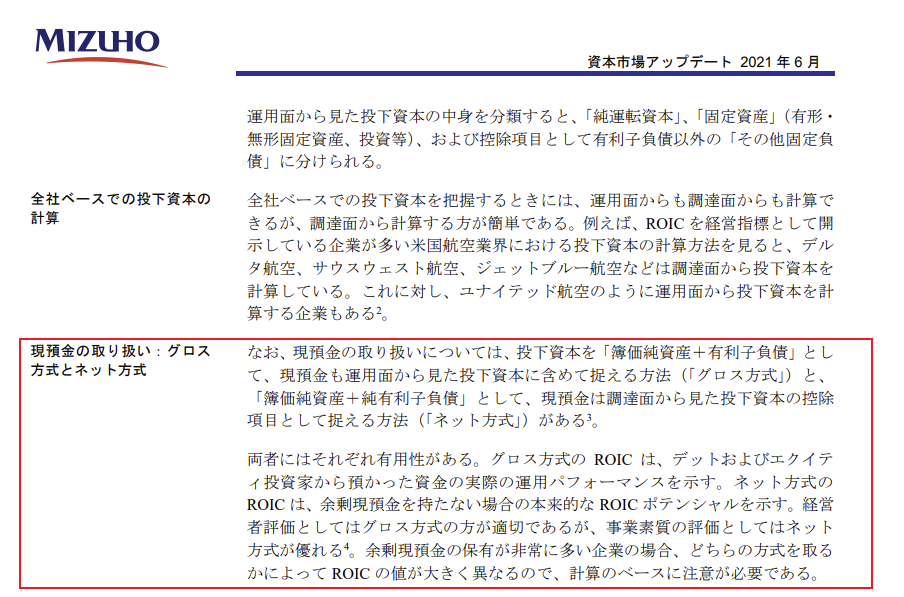 MIZUHO
資本市場アップデート 2021 年 6 月
運用面から見た投下資本の中身を分類すると、「純運転資本」、「固定資産」（有形・
無形固定資産、投資等）、および控除項目として有利子負債以外の「その他固定負
債」に分けられる。
全社ベースでの投下資本の
計算
全社ベースでの投下資本を把握するときには、運用面からも調達面からも計算で
きるが、調達面から計算する方が簡単である。例えば、ROIC を経営指標として開
示している企業が多い米国航空業界における投下資本の計算方法を見ると、デル
タ航空、サウスウェスト航空、ジェットブルー航空などは調達面から投下資本を
計算している。これに対し、ユナイテッド航空のように運用面から投下資本を計
算する企業もある2。
現預金の取り扱い：グロス
方式とネット方式
なお、現預金の取り扱いについては、投下資本を「簿価純資産＋有利子負債」とし
て、現預金も運用面から見た投下資本に含めて捉える方法（「グロス方式」）と、
「簿価純資産＋純有利子負債」として、現預金は調達面から見た投下資本の控除
項目として捉える方法（「ネット方式」）がある3。
両者にはそれぞれ有用性がある。グロス方式の ROIC は、デットおよびエクイテ
ィ投資家から預かった資金の実際の運用パフォーマンスを示す。ネット方式の
ROIC は、余剰現預金を持たない場合の本来的な ROIC ポテンシャルを示す。経営
者評価としてはグロス方式の方が適切であるが、事業素質の評価としてはネット
方式が優れる4。余剰現預金の保有が非常に多い企業の場合、どちらの方式を取る
かによって ROIC の値が大きく異なるので、計算のベースに注意が必要である。